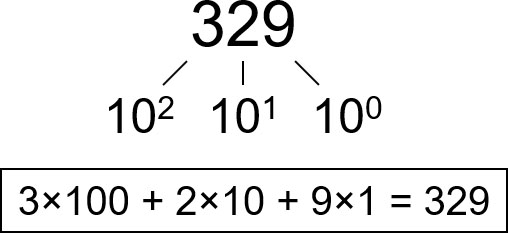 329
10² 10¹ 10⁰
3×100 + 2×10 + 9×1 = 329